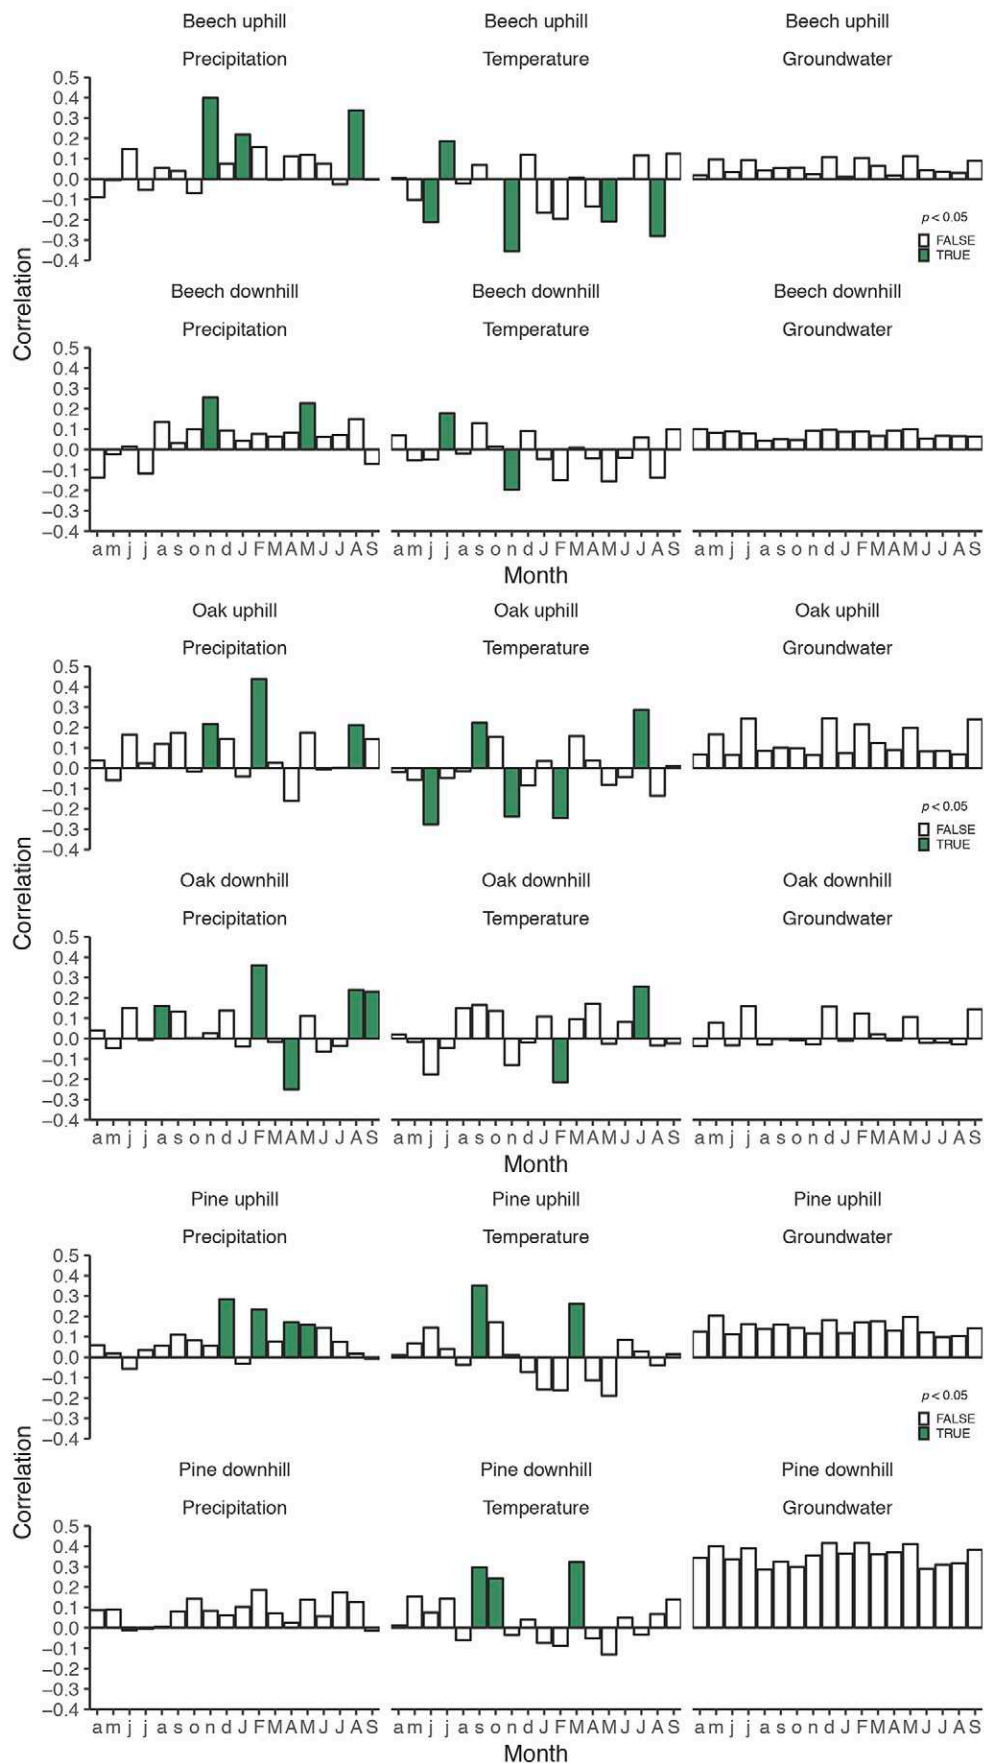 Beech uphill Beech uphill Beech uphill
Precipitation Temperature Groundwater
0.5
0.4
0.3
0.2
0.1
0.0
−0.1
−0.2
−0.3
−0.4
p < 0.05
FALSE
TRUE
Correlation
Beech downhill Beech downhill Beech downhill
Precipitation Temperature Groundwater
0.5
0.4
0.3
0.2
0.1
0.0
−0.1
−0.2
−0.3
−0.4
a m j j a s o n d J F M A M J J A S a m j j a s o n d J F M A M J J A S a m j j a s o n d J F M A M J J A S
Month
Oak uphill Oak uphill Oak uphill
Precipitation Temperature Groundwater
0.5
0.4
0.3
0.2
0.1
0.0
−0.1
−0.2
−0.3
−0.4
p < 0.05
FALSE
TRUE
Correlation
Oak downhill Oak downhill Oak downhill
Precipitation Temperature Groundwater
0.5
0.4
0.3
0.2
0.1
0.0
−0.1
−0.2
−0.3
−0.4
a m j j a s o n d J F M A M J J A S a m j j a s o n d J F M A M J J A S a m j j a s o n d J F M A M J J A S
Month
Pine uphill Pine uphill Pine uphill
Precipitation Temperature Groundwater
0.5
0.4
0.3
0.2
0.1
0.0
−0.1
−0.2
−0.3
−0.4
p < 0.05
FALSE
TRUE
Correlation
Pine downhill Pine downhill Pine downhill
Precipitation Temperature Groundwater
0.5
0.4
0.3
0.2
0.1
0.0
−0.1
−0.2
−0.3
−0.4
a m j j a s o n d J F M A M J J A S a m j j a s o n d J F M A M J J A S a m j j a s o n d J F M A M J J A S
Month